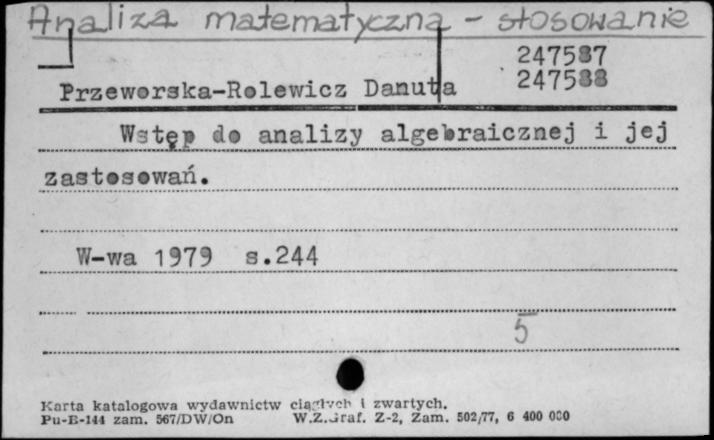 Analiza matematyczna - stosowanie
247587
Przeworska-Rolewicz Danuta 247588
Wstęp do analizy algebraicznej i jej
zastosowań.
W-wa 1979 s.244
5
Karta katalogowa wydawnictw ciągłych i zwartych.
Pu-E-144 zam. 567/DW/On W.Z.Graf. Z-2, Zam. 502/77, 6 400 000